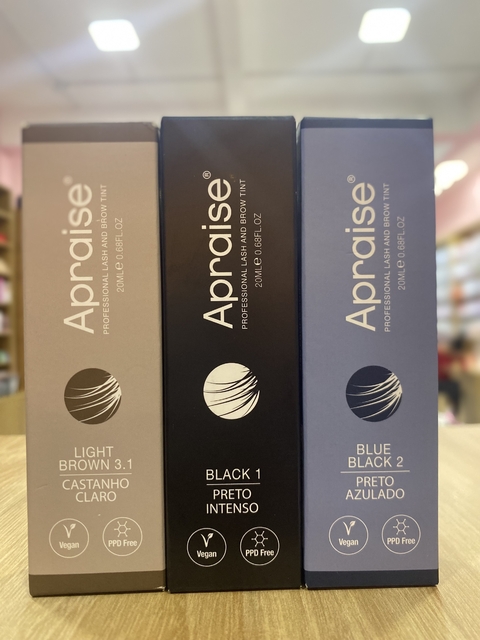 Apraise®
PROFESSIONAL LASH AND BROW TINT
20ML℮ 0.68FL.OZ
LIGHT
BROWN 3.1
CASTANHO
CLARO
Vegan
PPD Free
Apraise®
PROFESSIONAL LASH AND BROW TINT
20ML℮ 0.68FL.OZ
BLACK 1
PRETO
INTENSO
Vegan
PPD Free
Apraise®
PROFESSIONAL LASH AND BROW TINT
20ML℮ 0.68FL.OZ
BLUE
BLACK 2
PRETO
AZULADO
Vegan
PPD Free